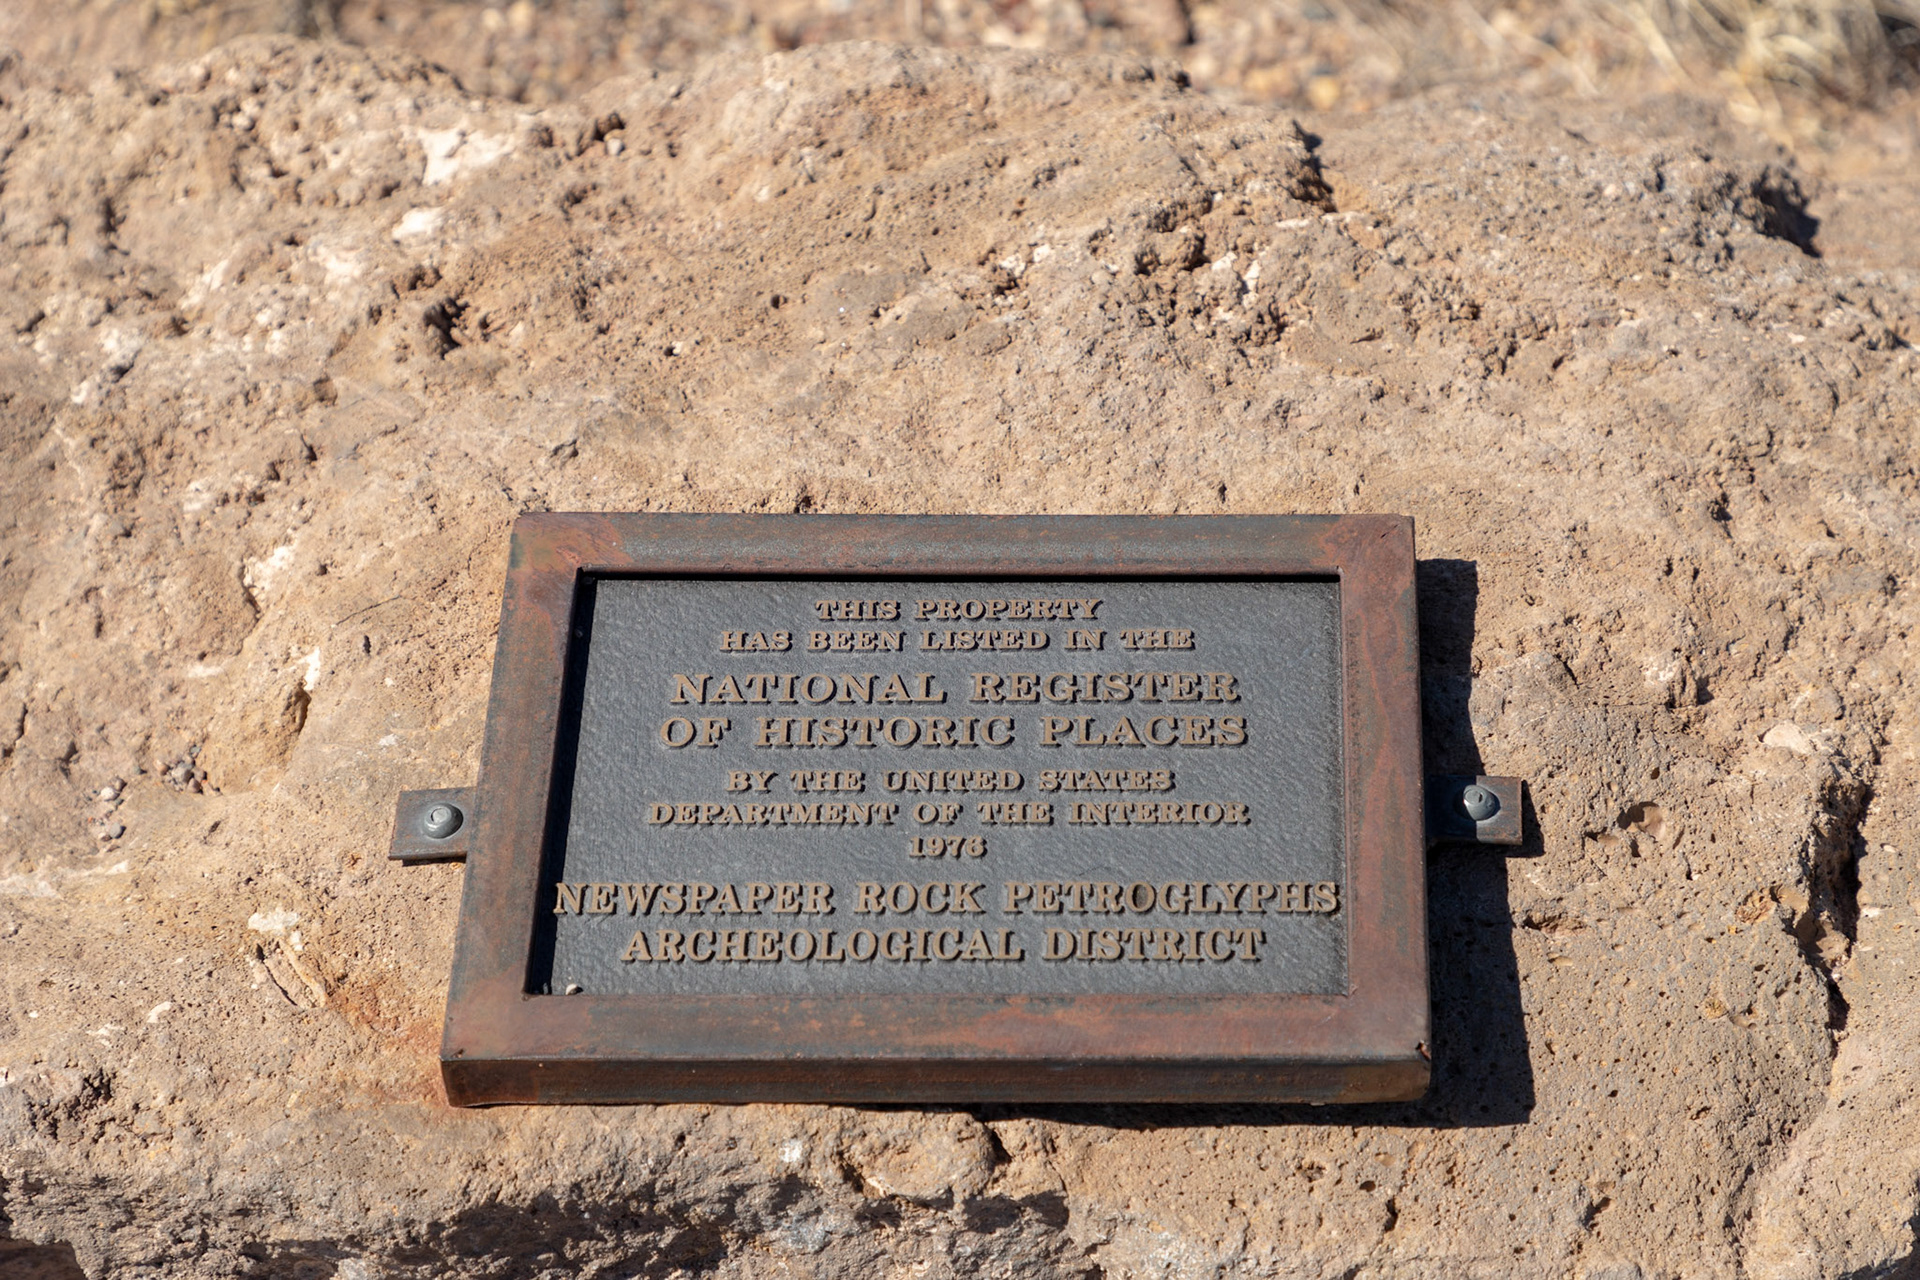 THIS PROPERTY
HAS BEEN LISTED IN THE
NATIONAL REGISTER
OF HISTORIC PLACES
BY THE UNITED STATES
DEPARTMENT OF THE INTERIOR
1976
NEWSPAPER ROCK PETROGLYPHS
ARCHEOLOGICAL DISTRICT